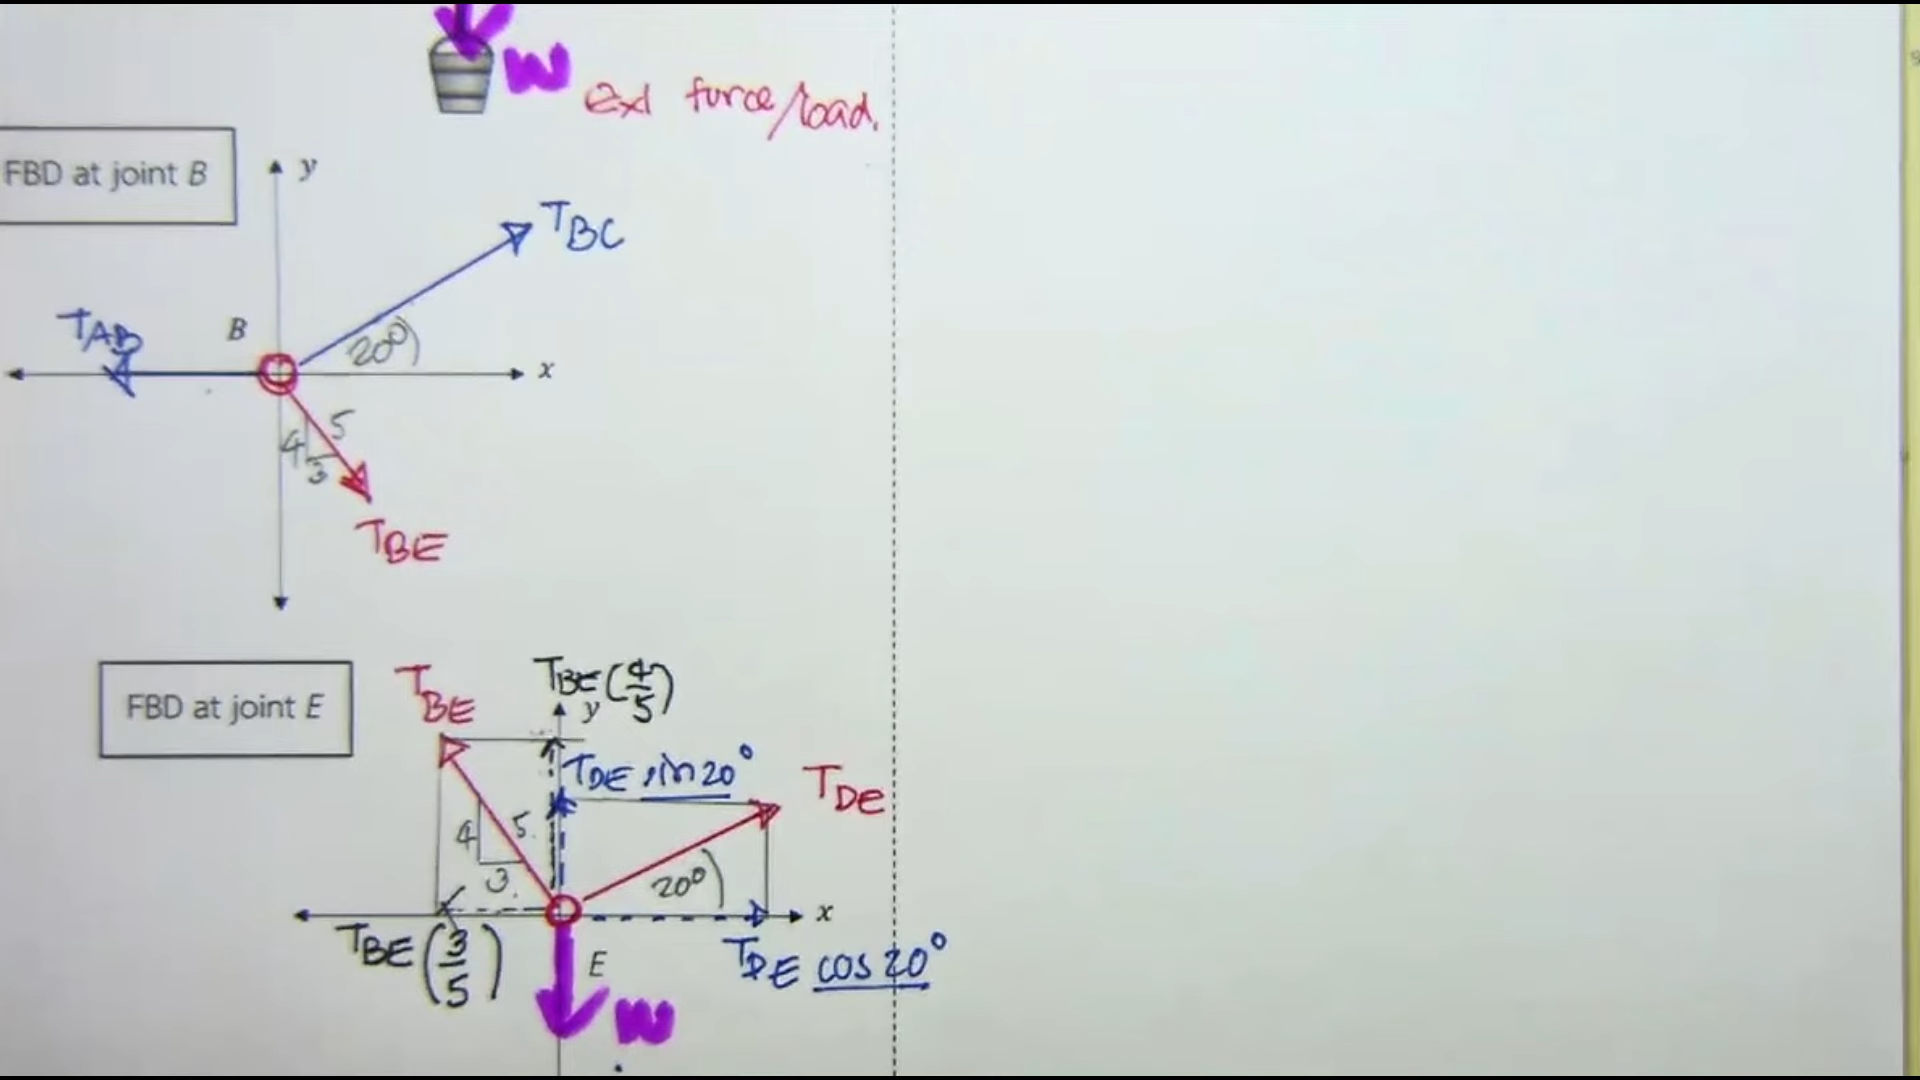 W
ext force/load.
FBD at joint B
y
TBC
TAB
B
20°
x
4
5
3
TBE
TBE
TBE(4/5)
FBD at joint E
y
TDE sin20°
TDE
4
5
3
20°
x
TBE(3/5)
E
TDE cos20°
W